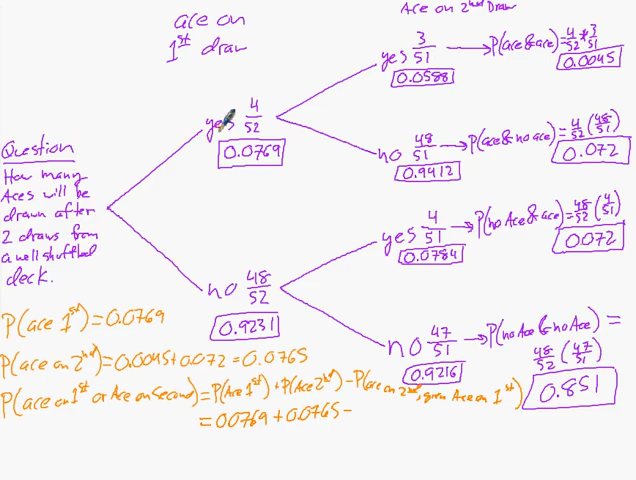 ace on
1st draw
Ace on 2nd Draw
Question
How many
Aces will be
drawn after
2 draws from
a well shuffled
deck.
yes 4/52
0.0769
no 48/52
0.9231
yes 3/51
0.0588
P(ace & ace) = 4/52 * 3/51
0.0045
no 48/51
0.9412
P(ace & no ace) = 4/52 (48/51)
0.072
yes 4/51
0.0784
P(no Ace & ace) = 48/52 (4/51)
0.072
no 47/51
0.9216
P(no Ace & no Ace) =
48/52 (47/51)
0.851
P(ace 1st) = 0.0769
P(ace on 2nd) = 0.0045 + 0.072 = 0.0765
P(ace on 1st or Ace on Second) = P(Ace 1st) + P(Ace 2nd) - P(ace on 2nd, given Ace on 1st)
= 0.0769 + 0.0765 -